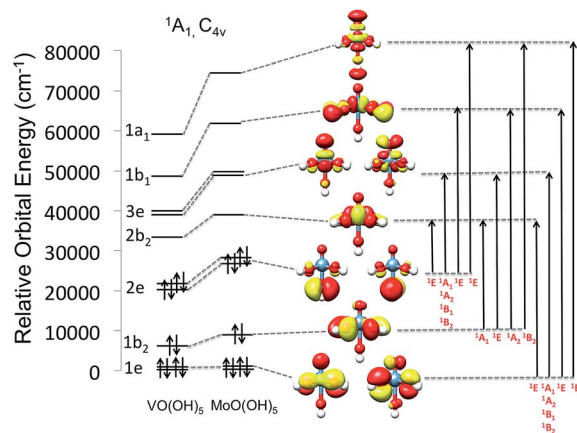 ¹A₁, C₄ᵥ
Relative Orbital Energy (cm⁻¹)
80000
70000
60000
50000
40000
30000
20000
10000
0
1a₁
1b₁
3e
2b₂
2e
1b₂
1e
VO(OH)₅ MoO(OH)₅
¹E ¹A₁ ¹E ¹E
¹A₂
¹B₁
¹B₂
¹A₁ ¹E ¹A₂ ¹B₂
¹E ¹A₁ ¹E
¹A₂
¹B₁
¹B₂